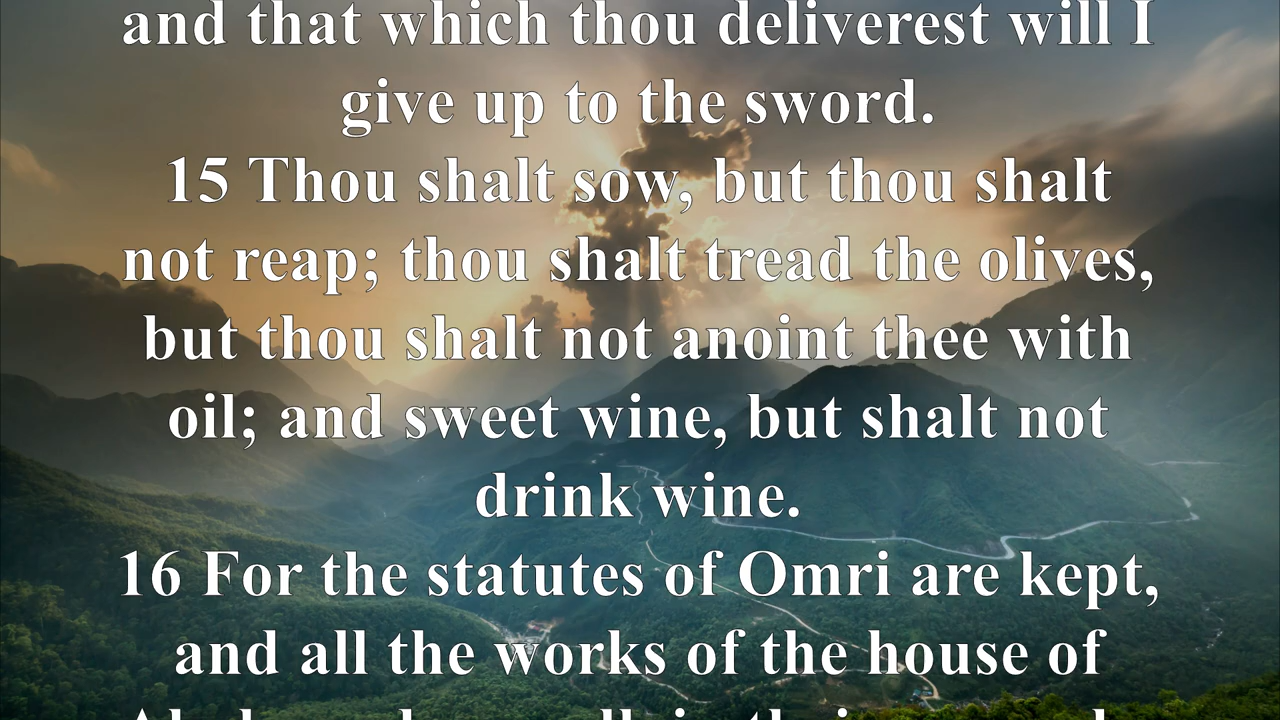 and that which thou deliverest will I
give up to the sword.
15 Thou shalt sow, but thou shalt
not reap; thou shalt tread the olives,
but thou shalt not anoint thee with
oil; and sweet wine, but shalt not
drink wine.
16 For the statutes of Omri are kept,
and all the works of the house of